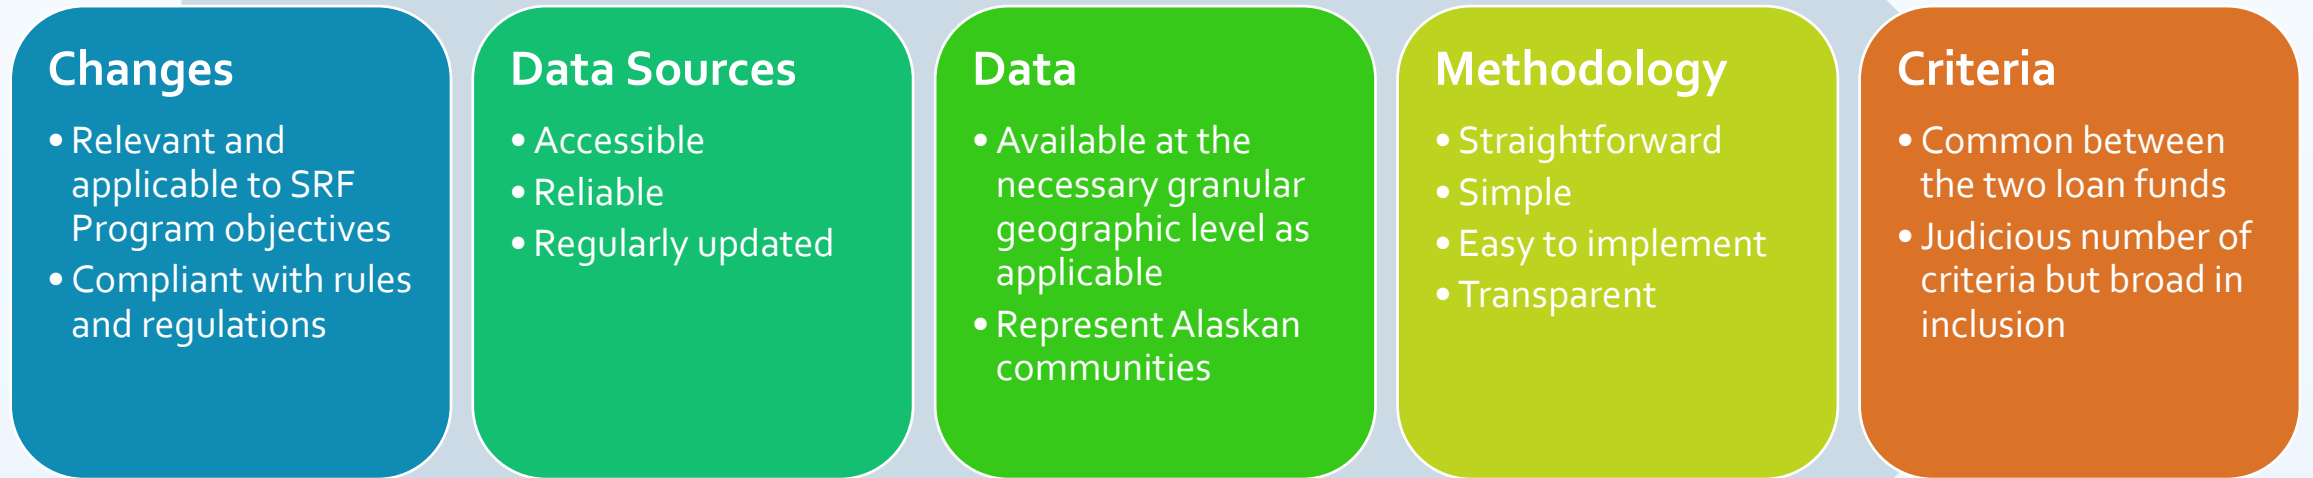 Changes
• Relevant and
applicable to SRF
Program objectives
• Compliant with rules
and regulations
Data Sources
• Accessible
• Reliable
• Regularly updated
Data
• Available at the
necessary granular
geographic level as
applicable
• Represent Alaskan
communities
Methodology
• Straightforward
• Simple
• Easy to implement
• Transparent
Criteria
• Common between
the two loan funds
• Judicious number of
criteria but broad in
inclusion